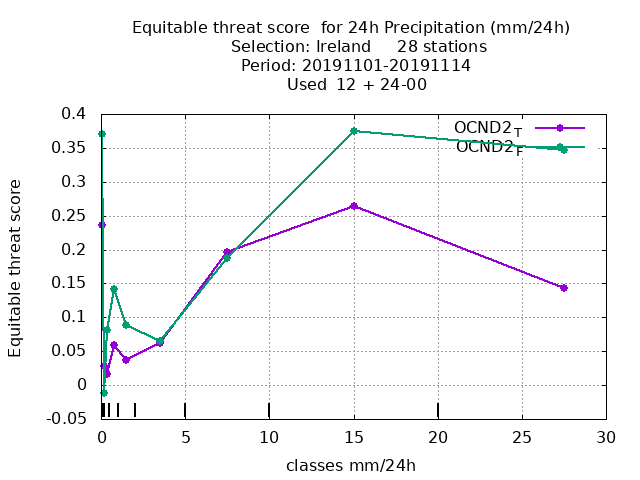 Equitable threat score  for 24h Precipitation (mm/24h)
Selection: Ireland     28 stations
Period: 20191101-20191114
Used  12 + 24-00
OCND2T
OCND2F
Equitable threat score
0.4
0.35
0.3
0.25
0.2
0.15
0.1
0.05
0
-0.05
0 5 10 15 20 25 30
classes mm/24h